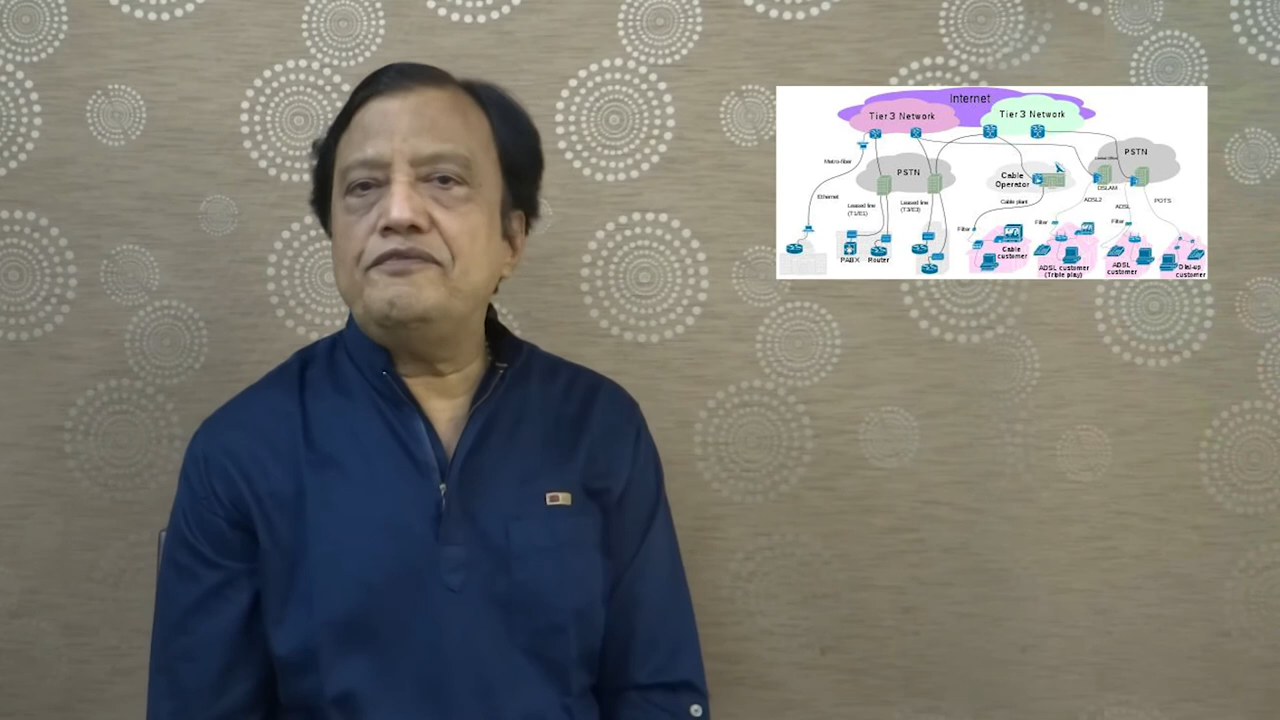 Internet
Tier 3 Network
Tier 3 Network
Metro-fiber
PSTN
PSTN
Cable
Operator
DSLAM
Ethernet
Leased line
(T1/E1)
Leased line
(T3/E3)
Cable plant
ADSL2
ADSL
POTS
Filter
Filter
Filter
PABX
Router
Cable
customer
ADSL customer
(Triple play)
ADSL
customer
Dial-up
customer